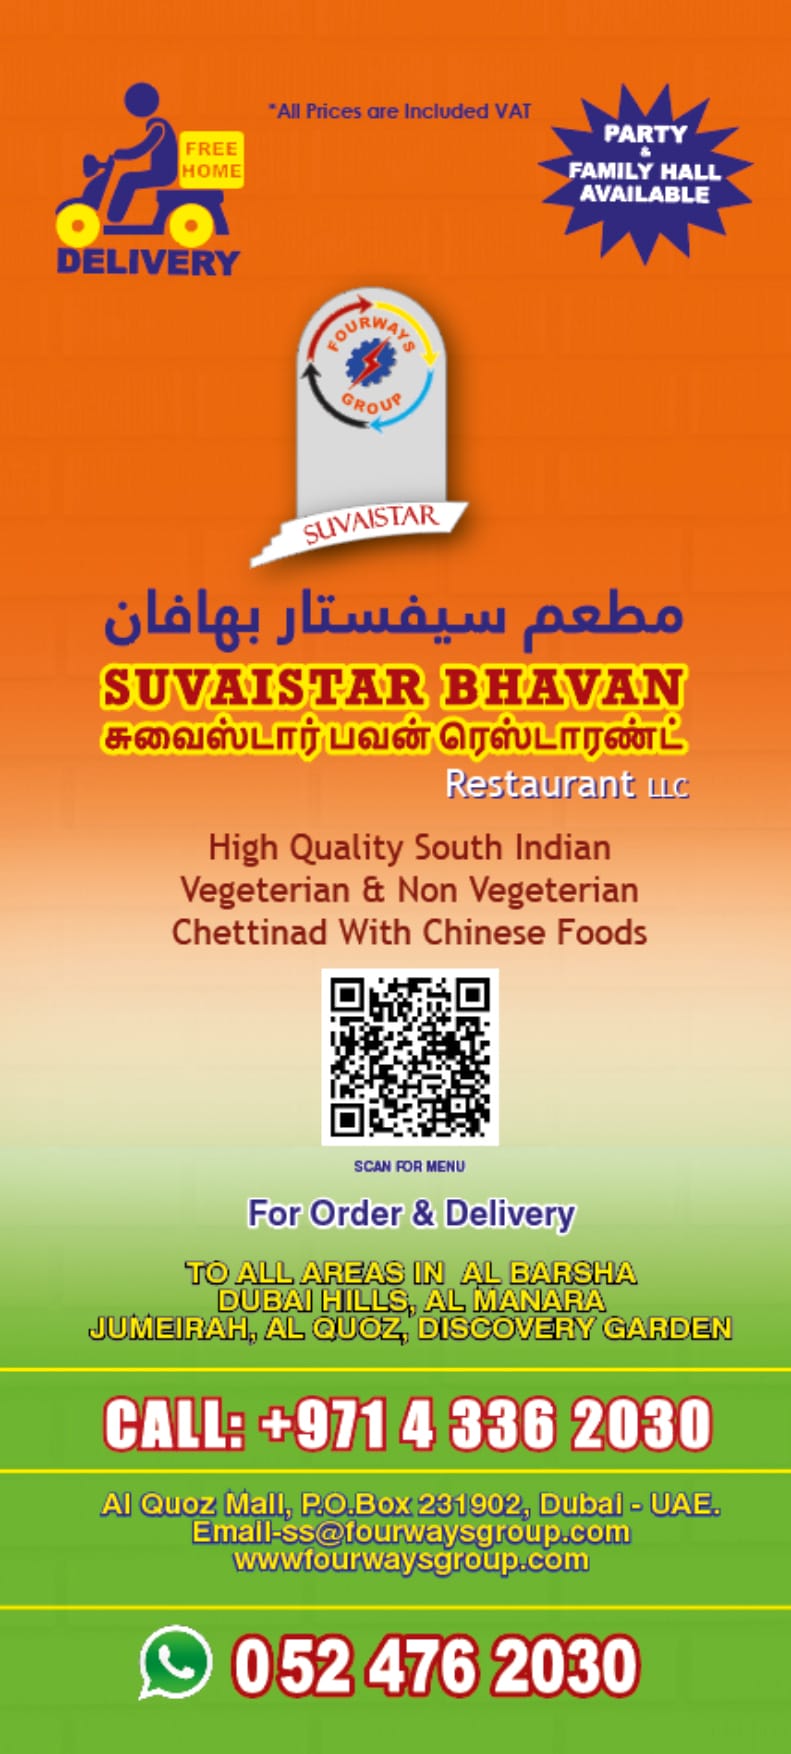 FREE
HOME
DELIVERY
*All Prices are Included VAT
PARTY
&
FAMILY HALL
AVAILABLE
FOURWAYS
GROUP
SUVAISTAR
مطعم سيفستار بهافان
SUVAISTAR BHAVAN
சுவைஸ்டார் பவன் ரெஸ்டாரண்ட்
Restaurant LLC
High Quality South Indian
Vegeterian & Non Vegeterian
Chettinad With Chinese Foods
SCAN FOR MENU
For Order & Delivery
TO ALL AREAS IN AL BARSHA
DUBAI HILLS, AL MANARA
JUMEIRAH, AL QUOZ, DISCOVERY GARDEN
CALL: +971 4 336 2030
Al Quoz Mall, P.O.Box 231902, Dubai - UAE.
Email-ss@fourwaysgroup.com
wwwfourwaysgroup.com
052 476 2030